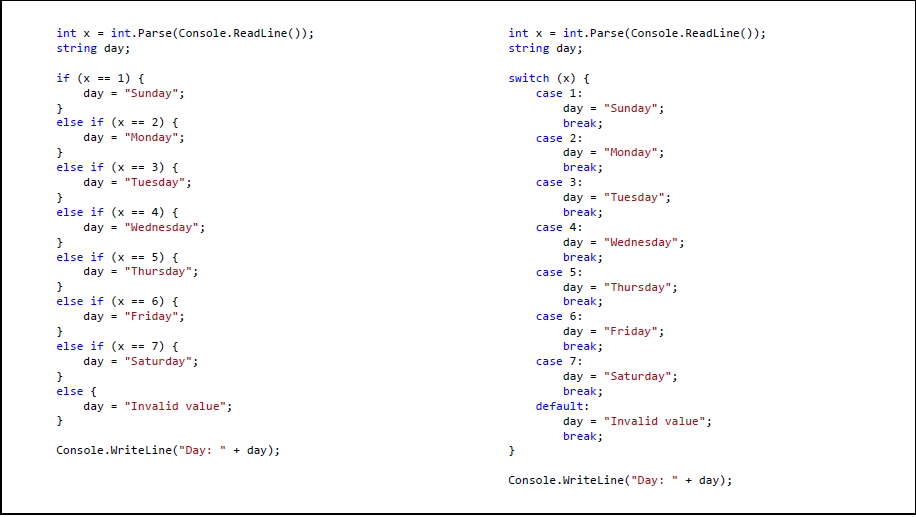 int x = int.Parse(Console.ReadLine());
string day;
if (x == 1) {
    day = "Sunday";
}
else if (x == 2) {
    day = "Monday";
}
else if (x == 3) {
    day = "Tuesday";
}
else if (x == 4) {
    day = "Wednesday";
}
else if (x == 5) {
    day = "Thursday";
}
else if (x == 6) {
    day = "Friday";
}
else if (x == 7) {
    day = "Saturday";
}
else {
    day = "Invalid value";
}
Console.WriteLine("Day: " + day);
int x = int.Parse(Console.ReadLine());
string day;
switch (x) {
    case 1:
        day = "Sunday";
        break;
    case 2:
        day = "Monday";
        break;
    case 3:
        day = "Tuesday";
        break;
    case 4:
        day = "Wednesday";
        break;
    case 5:
        day = "Thursday";
        break;
    case 6:
        day = "Friday";
        break;
    case 7:
        day = "Saturday";
        break;
    default:
        day = "Invalid value";
        break;
}
Console.WriteLine("Day: " + day);